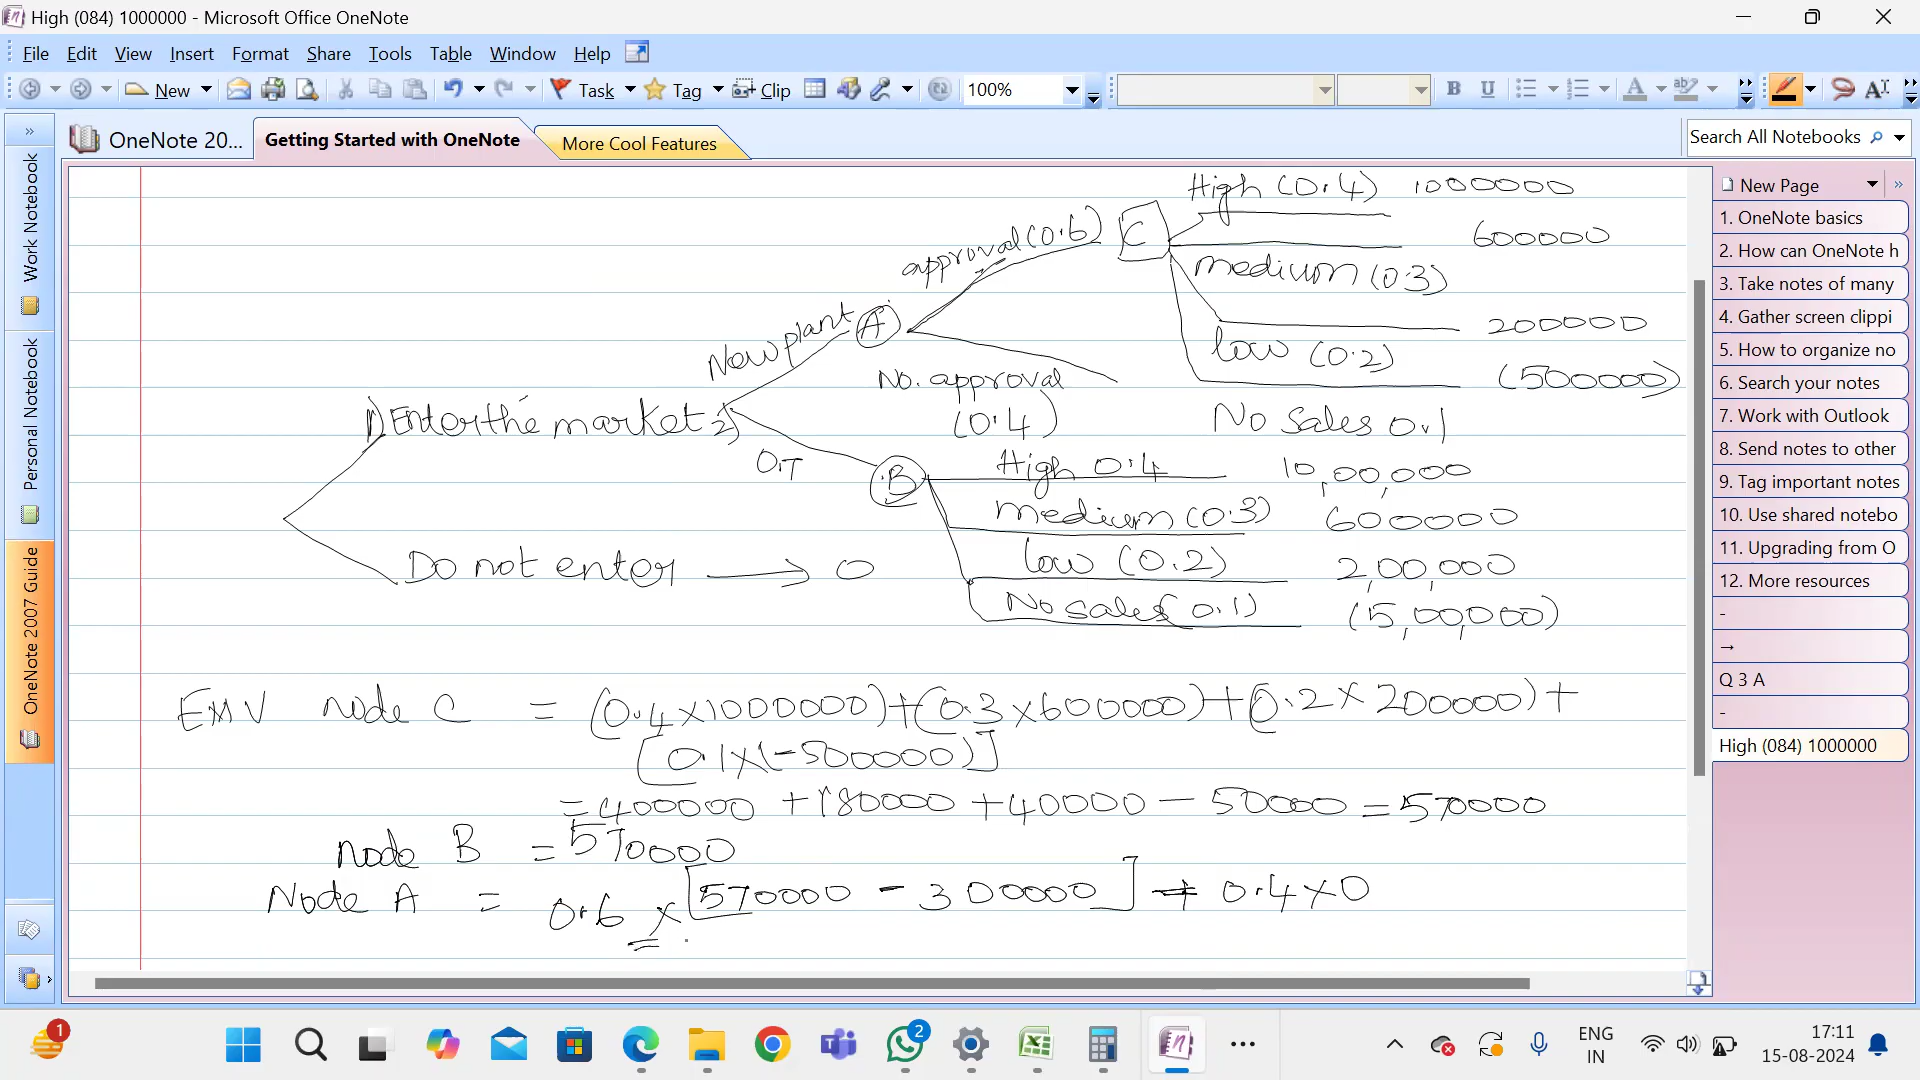 High (084) 1000000 - Microsoft Office OneNote
File Edit View Insert Format Share Tools Table Window Help
New Task Tag Clip 100% B U A ab A
OneNote 20... Getting Started with OneNote More Cool Features Search All Notebooks
Work Notebook
Personal Notebook
OneNote 2007 Guide
New Page
1. OneNote basics
2. How can OneNote h
3. Take notes of many
4. Gather screen clippi
5. How to organize no
6. Search your notes
7. Work with Outlook
8. Send notes to other
9. Tag important notes
10. Use shared notebo
11. Upgrading from O
12. More resources
-
→
Q 3 A
-
High (084) 1000000
High (0.4) 1000000
approval (0.6) C 600000
medium (0.3)
New plant A 200000
low (0.2)
No. approval (500000)
1) Enter the market 2) (0.4) No Sales 0.1
O.T B High 0.4 10,00,000
medium (0.3) 600000
Do not enter → 0 low (0.2) 2,00,000
No sales (0.1) (5,00,000)
EMV node C = (0.4 x 1000000) + (0.3 x 600000) + (0.2 x 200000) +
[0.1 x (-500000)]
= 400000 + 180000 + 40000 - 50000 = 570000
node B = 570000
Node A = 0.6 x [570000 - 300000] + 0.4 x 0
=
1 2 ENG IN 17:11 15-08-2024